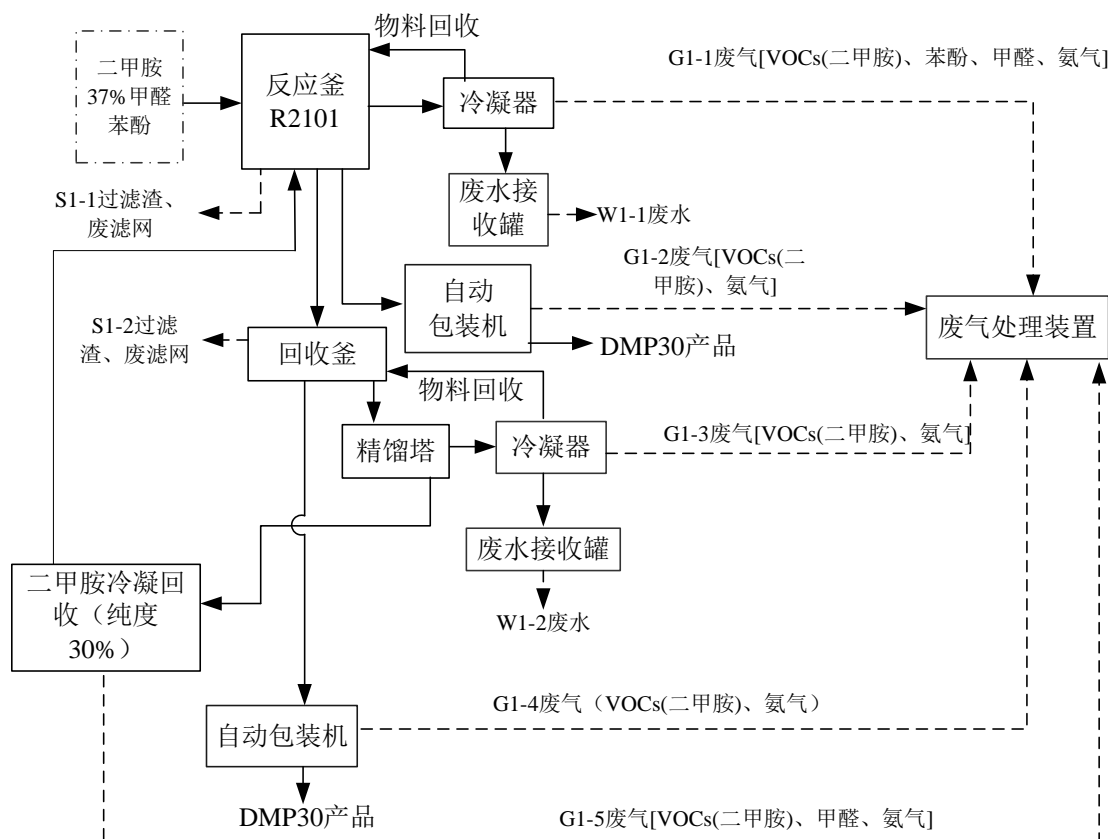 物料回收
G1-1废气[VOCs(二甲胺)、苯酚、甲醛、氨气]
二甲胺
37%甲醛
苯酚
反应釜
R2101
冷凝器
S1-1过滤渣、
废滤网
废水接
收罐
W1-1废水
G1-2废气[VOCs(二
甲胺)、氨气]
自动
包装机
废气处理装置
S1-2过滤
渣、废滤网
回收釜
DMP30产品
物料回收
精馏塔
冷凝器
G1-3废气[VOCs(二甲胺)、氨气]
废水接收罐
二甲胺冷凝回
收（纯度
30%）
W1-2废水
G1-4废气（VOCs(二甲胺)、氨气）
自动包装机
DMP30产品
G1-5废气[VOCs(二甲胺)、甲醛、氨气]